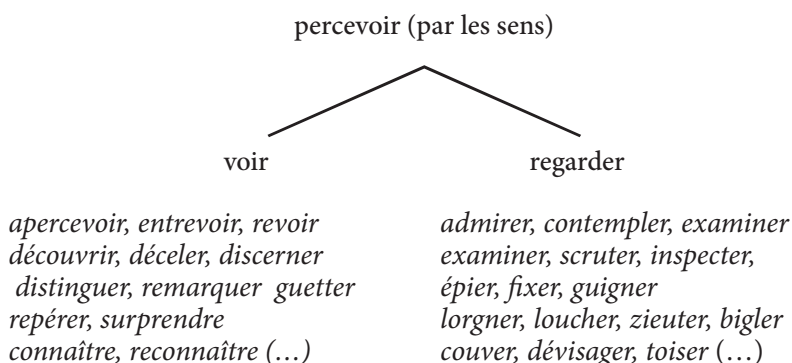 percevoir (par les sens)
voir
regarder
apercevoir, entrevoir, revoir
découvrir, déceler, discerner
distinguer, remarquer guetter
repérer, surprendre
connaître, reconnaître (…)
admirer, contempler, examiner
examiner, scruter, inspecter,
épier, fixer, guigner
lorgner, loucher, zieuter, bigler
couver, dévisager, toiser (…)